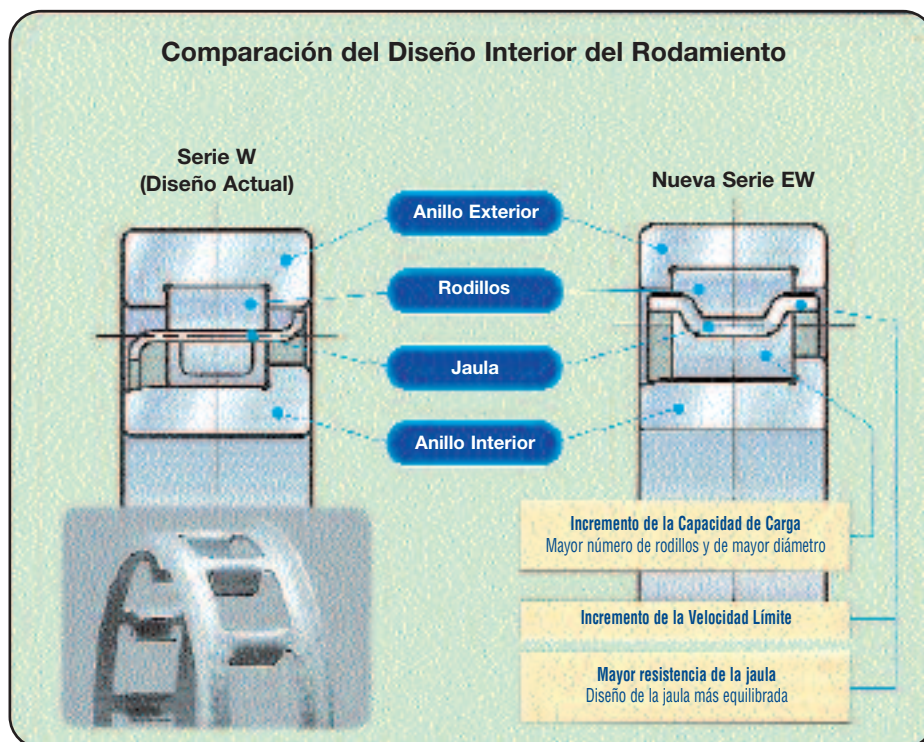 Comparación del Diseño Interior del Rodamiento
Serie W
(Diseño Actual)
Nueva Serie EW
Anillo Exterior
Rodillos
Jaula
Anillo Interior
Incremento de la Capacidad de Carga
Mayor número de rodillos y de mayor diámetro
Incremento de la Velocidad Límite
Mayor resistencia de la jaula
Diseño de la jaula más equilibrada